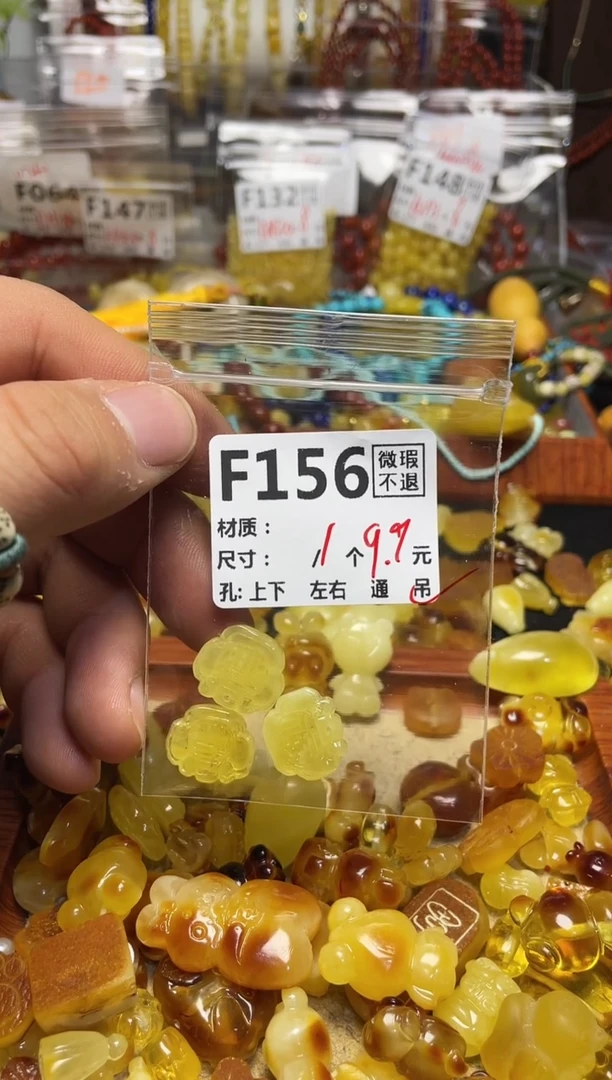 F064
F147
F132
F148
F156 微瑕
不退
材质：
尺寸： / 1 个 9.9 元
孔: 上下 左右 通 吊